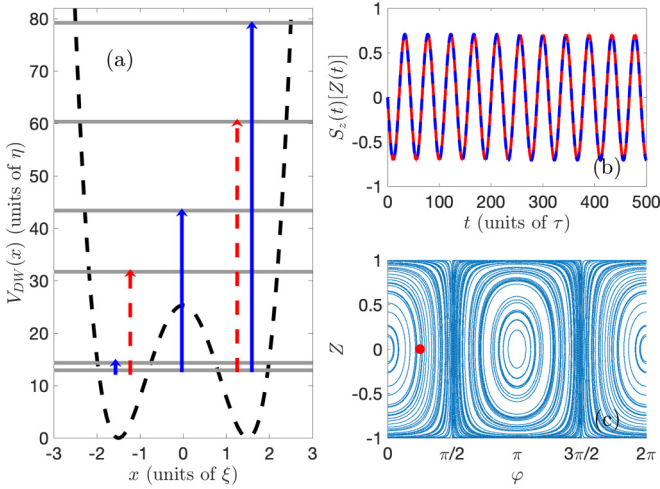 80
70
60
50
40
30
20
10
0
V_DW(x) (units of η)
(a)
-3 -2 -1 0 1 2 3
x (units of ξ)
1
0.5
0
-0.5
-1
S_z(t)[Z(t)]
(b)
0 100 200 300 400 500
t (units of τ)
1
0.5
0
-0.5
-1
Z
(c)
0 π/2 π 3π/2 2π
φ